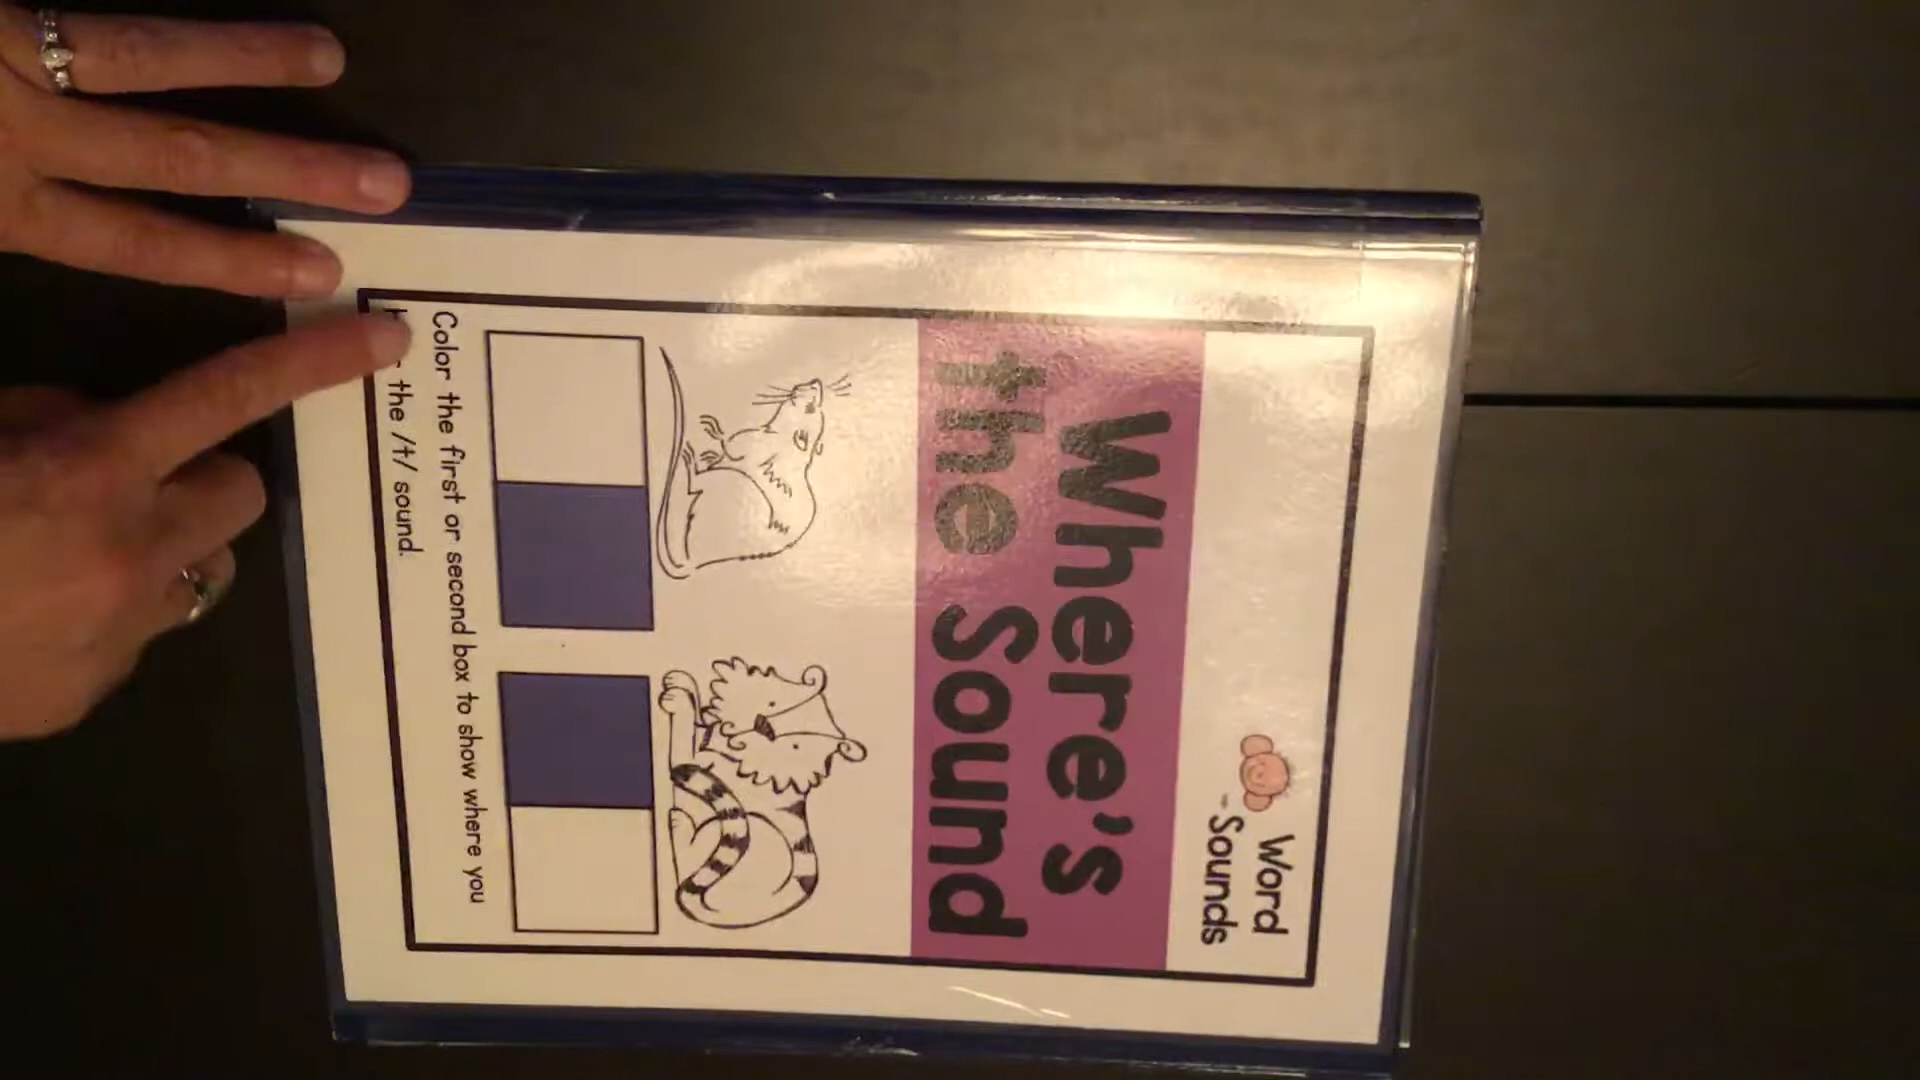 Word
Sounds
Where's
the Sound
Color the first or second box to show where you
the /t/ sound.